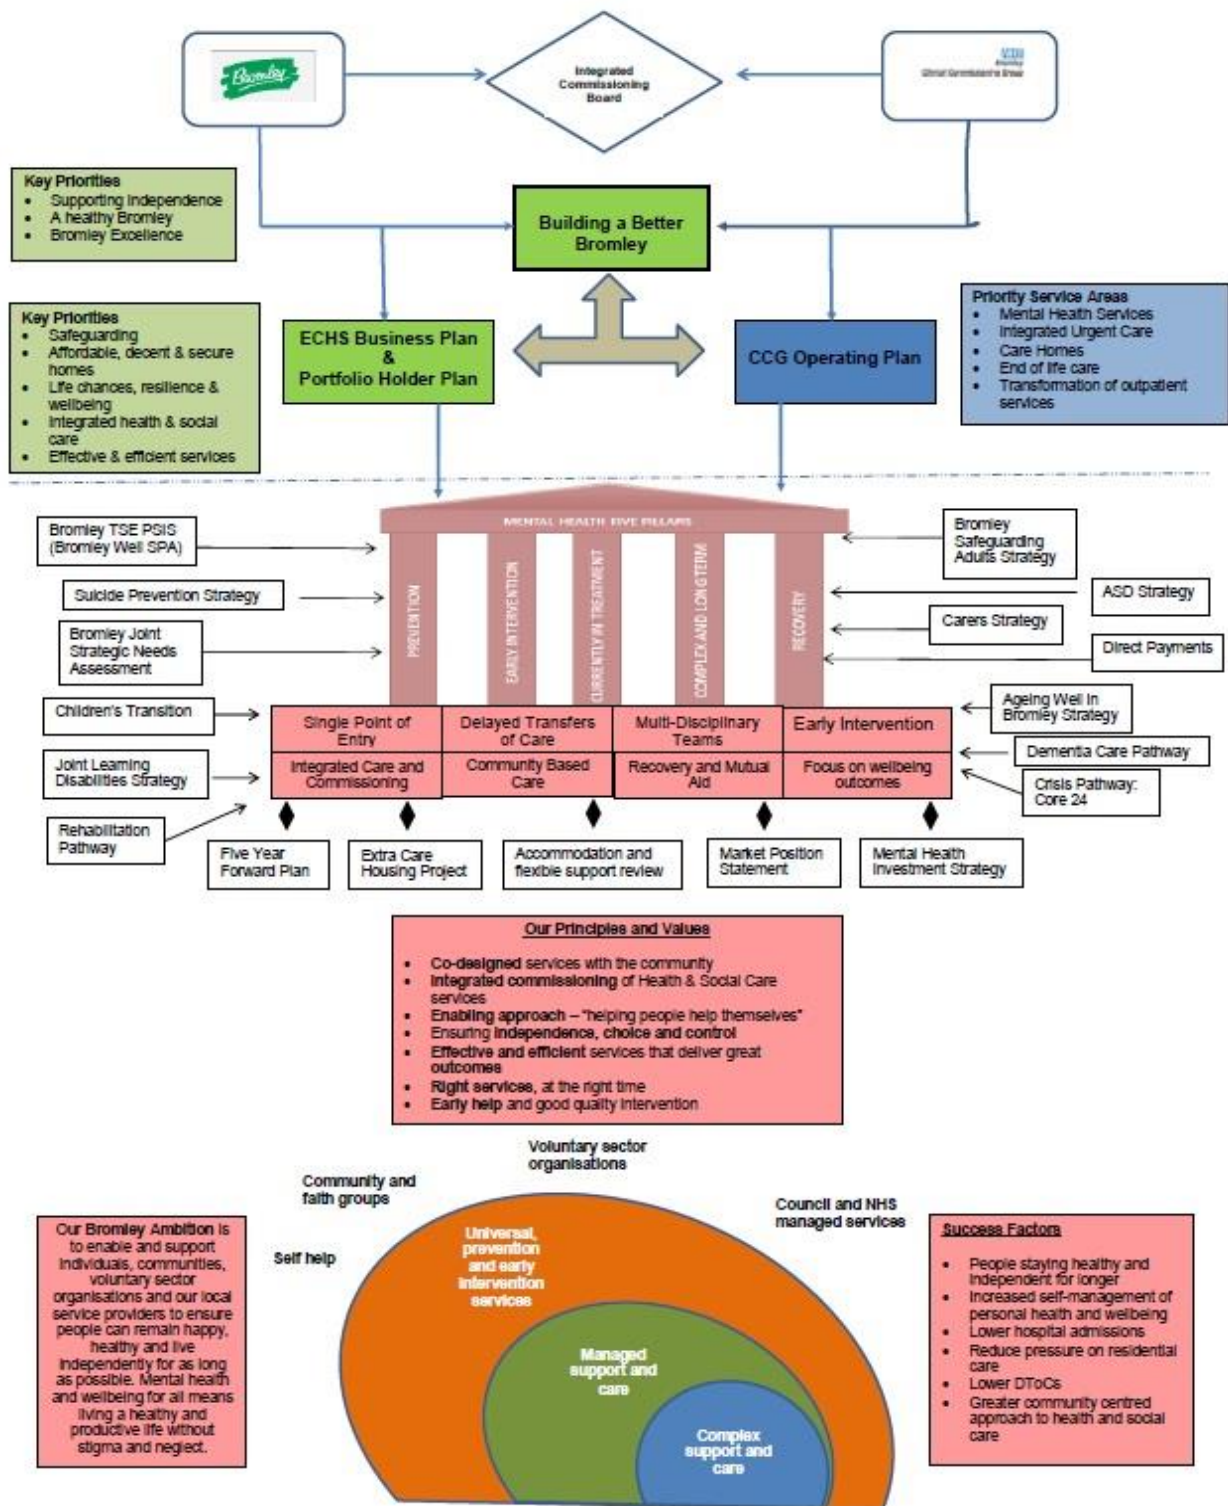 Bromley
Integrated
Commissioning
Board
NHS
Bromley
Clinical Commissioning Group
Key Priorities
• Supporting Independence
• A healthy Bromley
• Bromley Excellence
Building a Better
Bromley
Key Priorities
• Safeguarding
• Affordable, decent & secure
homes
• Life chances, resilience &
wellbeing
• Integrated health & social
care
• Effective & efficient services
ECHS Business Plan
&
Portfolio Holder Plan
CCG Operating Plan
Priority Service Areas
• Mental Health Services
• Integrated Urgent Care
• Care Homes
• End of life care
• Transformation of outpatient
services
MENTAL HEALTH FIVE PILLARS
PREVENTION
EARLY INTERVENTION
CURRENTLY IN TREATMENT
COMPLEX AND LONG TERM
RECOVERY
Bromley TSE PSIS
(Bromley Well SPA)
Suicide Prevention Strategy
Bromley Joint
Strategic Needs
Assessment
Children's Transition
Joint Learning
Disabilities Strategy
Rehabilitation
Pathway
Bromley
Safeguarding
Adults Strategy
ASD Strategy
Carers Strategy
Direct Payments
Ageing Well in
Bromley Strategy
Dementia Care Pathway
Crisis Pathway:
Core 24
Single Point of
Entry
Delayed Transfers
of Care
Multi-Disciplinary
Teams
Early Intervention
Integrated Care and
Commissioning
Community Based
Care
Recovery and Mutual
Aid
Focus on wellbeing
outcomes
Five Year
Forward Plan
Extra Care
Housing Project
Accommodation and
flexible support review
Market Position
Statement
Mental Health
Investment Strategy
Our Principles and Values
• Co-designed services with the community
• Integrated commissioning of Health & Social Care
services
• Enabling approach – "helping people help themselves"
• Ensuring independence, choice and control
• Effective and efficient services that deliver great
outcomes
• Right services, at the right time
• Early help and good quality intervention
Voluntary sector
organisations
Community and
faith groups
Council and NHS
managed services
Self help
Universal,
prevention
and early
intervention
services
Managed
support and
care
Complex
support and
care
Our Bromley Ambition is
to enable and support
individuals, communities,
voluntary sector
organisations and our local
service providers to ensure
people can remain happy,
healthy and live
independently for as long
as possible. Mental health
and wellbeing for all means
living a healthy and
productive life without
stigma and neglect.
Success Factors
• People staying healthy and
independent for longer
• Increased self-management of
personal health and wellbeing
• Lower hospital admissions
• Reduce pressure on residential
care
• Lower DToCs
• Greater community centred
approach to health and social
care